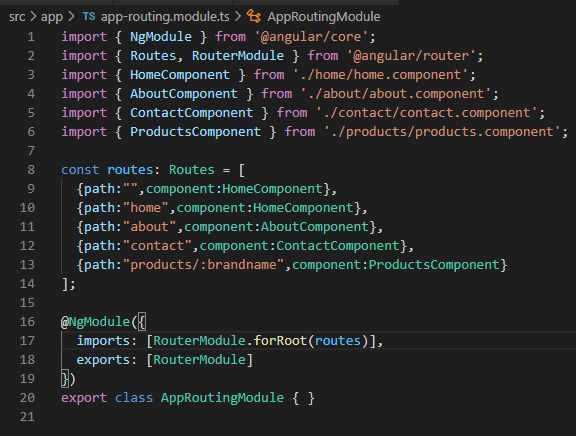 src > app > TS app-routing.module.ts > AppRoutingModule
1 import { NgModule } from '@angular/core';
2 import { Routes, RouterModule } from '@angular/router';
3 import { HomeComponent } from './home/home.component';
4 import { AboutComponent } from './about/about.component';
5 import { ContactComponent } from './contact/contact.component';
6 import { ProductsComponent } from './products/products.component';
7
8 const routes: Routes = [
9   {path:"",component:HomeComponent},
10   {path:"home",component:HomeComponent},
11   {path:"about",component:AboutComponent},
12   {path:"contact",component:ContactComponent},
13   {path:"products/:brandname",component:ProductsComponent}
14 ];
15
16 @NgModule({
17   imports: [RouterModule.forRoot(routes)],
18   exports: [RouterModule]
19 })
20 export class AppRoutingModule { }
21